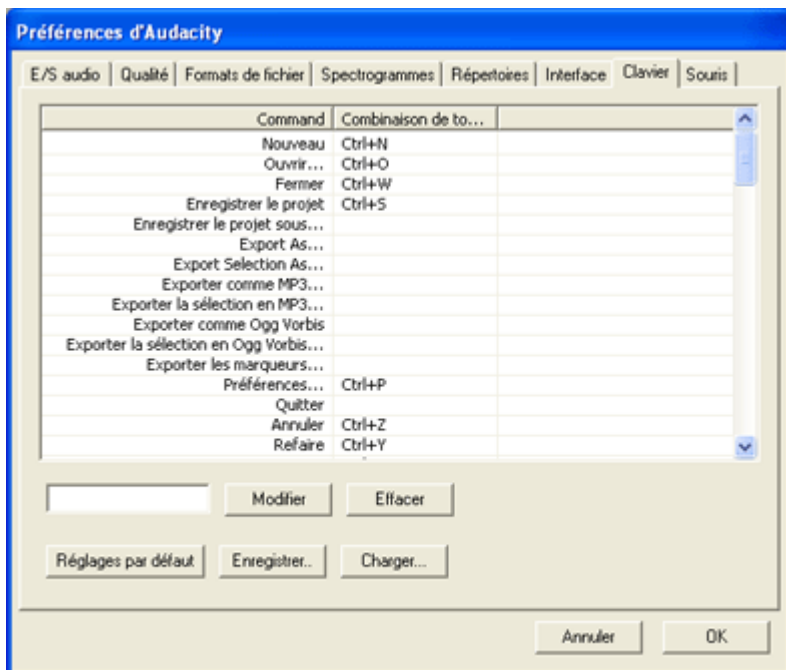 Préférences d'Audacity
E/S audio Qualité Formats de fichier Spectrogrammes Répertoires Interface Clavier Souris
Command Combinaison de to...
Nouveau Ctrl+N
Ouvrir... Ctrl+O
Fermer Ctrl+W
Enregistrer le projet Ctrl+S
Enregistrer le projet sous...
Export As...
Export Selection As...
Exporter comme MP3...
Exporter la sélection en MP3...
Exporter comme Ogg Vorbis
Exporter la sélection en Ogg Vorbis...
Exporter les marqueurs...
Préférences... Ctrl+P
Quitter
Annuler Ctrl+Z
Refaire Ctrl+Y
Modifier Effacer
Réglages par défaut Enregistrer.. Charger...
Annuler OK